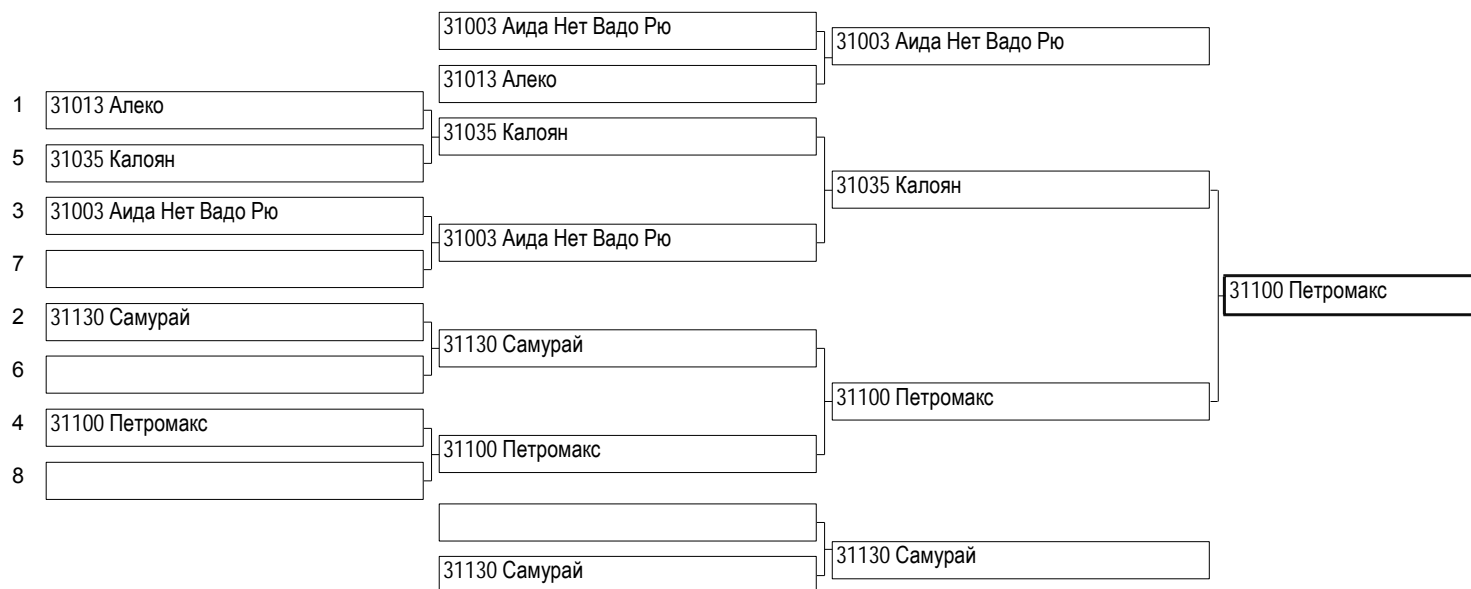 31003 Аида Нет Вадо Рю
31003 Аида Нет Вадо Рю
31013 Алеко
1 31013 Алеко
31035 Калоян
5 31035 Калоян
31035 Калоян
3 31003 Аида Нет Вадо Рю
31003 Аида Нет Вадо Рю
7
31100 Петромакс
2 31130 Самурай
31130 Самурай
6
31100 Петромакс
4 31100 Петромакс
31100 Петромакс
8
31130 Самурай
31130 Самурай